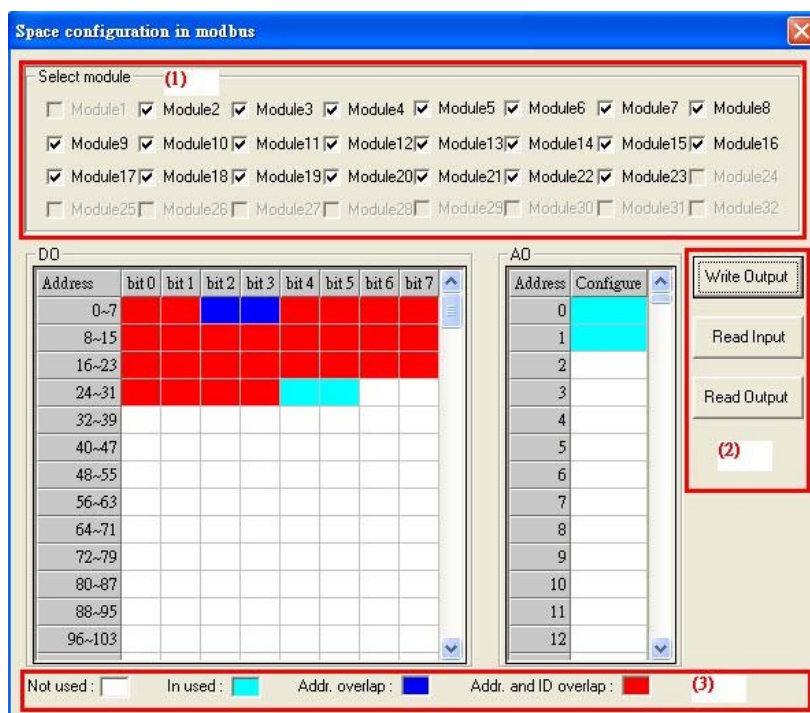 Space configuration in modbus
Select module (1)
Module1 Module2 Module3 Module4 Module5 Module6 Module7 Module8
Module9 Module10 Module11 Module12 Module13 Module14 Module15 Module16
Module17 Module18 Module19 Module20 Module21 Module22 Module23 Module24
Module25 Module26 Module27 Module28 Module29 Module30 Module31 Module32
DO
Address bit 0 bit 1 bit 2 bit 3 bit 4 bit 5 bit 6 bit 7
0~7
8~15
16~23
24~31
32~39
40~47
48~55
56~63
64~71
72~79
80~87
88~95
96~103
AO
Address Configure
0
1
2
3
4
5
6
7
8
9
10
11
12
Write Output
Read Input
Read Output
(2)
Not used : In used : Addr. overlap : Addr. and ID overlap : (3)